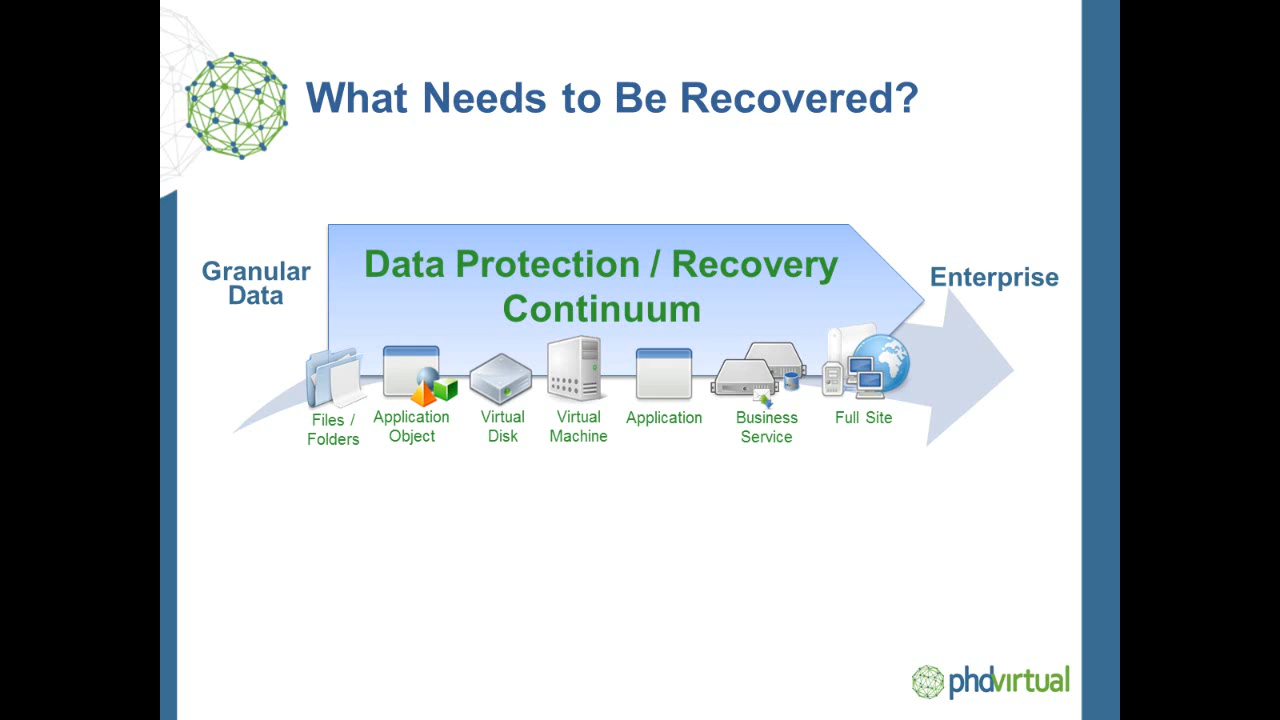 What Needs to Be Recovered?
Granular
Data
Data Protection / Recovery
Continuum
Enterprise
Files /
Folders
Application
Object
Virtual
Disk
Virtual
Machine
Application
Business
Service
Full Site
phdvirtual